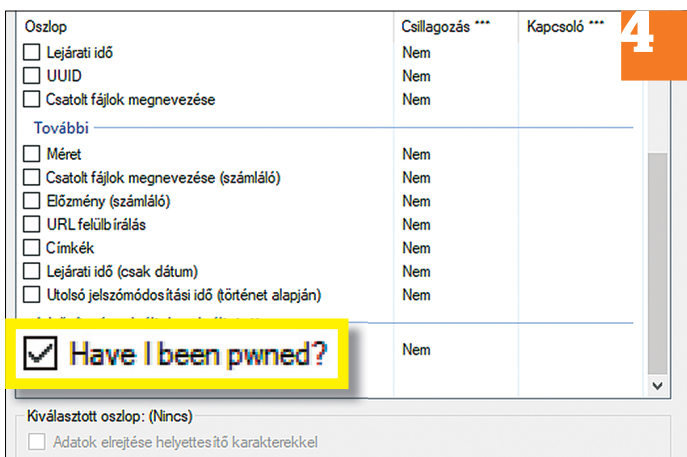 4
Oszlop Csillagozás *** Kapcsoló ***
Lejárati idő Nem
UUID Nem
Csatolt fájlok megnevezése Nem
További
Méret Nem
Csatolt fájlok megnevezése (számláló) Nem
Előzmény (számláló) Nem
URL felülbírálás Nem
Címkék Nem
Lejárati idő (csak dátum) Nem
Utolsó jelszómódosítási idő (történet alapján) Nem
Have I been pwned? Nem
Kiválasztott oszlop: (Nincs)
Adatok elrejtése helyettesítő karakterekkel